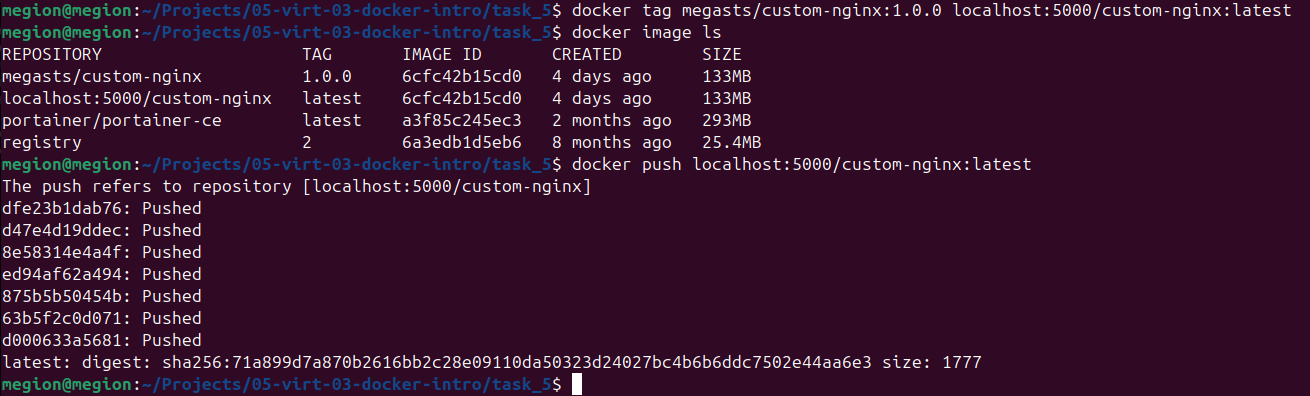 megion@megion:~/Projects/05-virt-03-docker-intro/task_5$ docker tag megasts/custom-nginx:1.0.0 localhost:5000/custom-nginx:latest
megion@megion:~/Projects/05-virt-03-docker-intro/task_5$ docker image ls
REPOSITORY                    TAG       IMAGE ID       CREATED        SIZE
megasts/custom-nginx          1.0.0     6cfc42b15cd0   4 days ago     133MB
localhost:5000/custom-nginx   latest    6cfc42b15cd0   4 days ago     133MB
portainer/portainer-ce        latest    a3f85c245ec3   2 months ago   293MB
registry                      2         6a3edb1d5eb6   8 months ago   25.4MB
megion@megion:~/Projects/05-virt-03-docker-intro/task_5$ docker push localhost:5000/custom-nginx:latest
The push refers to repository [localhost:5000/custom-nginx]
dfe23b1dab76: Pushed
d47e4d19ddec: Pushed
8e58314e4a4f: Pushed
ed94af62a494: Pushed
875b5b50454b: Pushed
63b5f2c0d071: Pushed
d000633a5681: Pushed
latest: digest: sha256:71a899d7a870b2616bb2c28e09110da50323d24027bc4b6b6ddc7502e44aa6e3 size: 1777
megion@megion:~/Projects/05-virt-03-docker-intro/task_5$